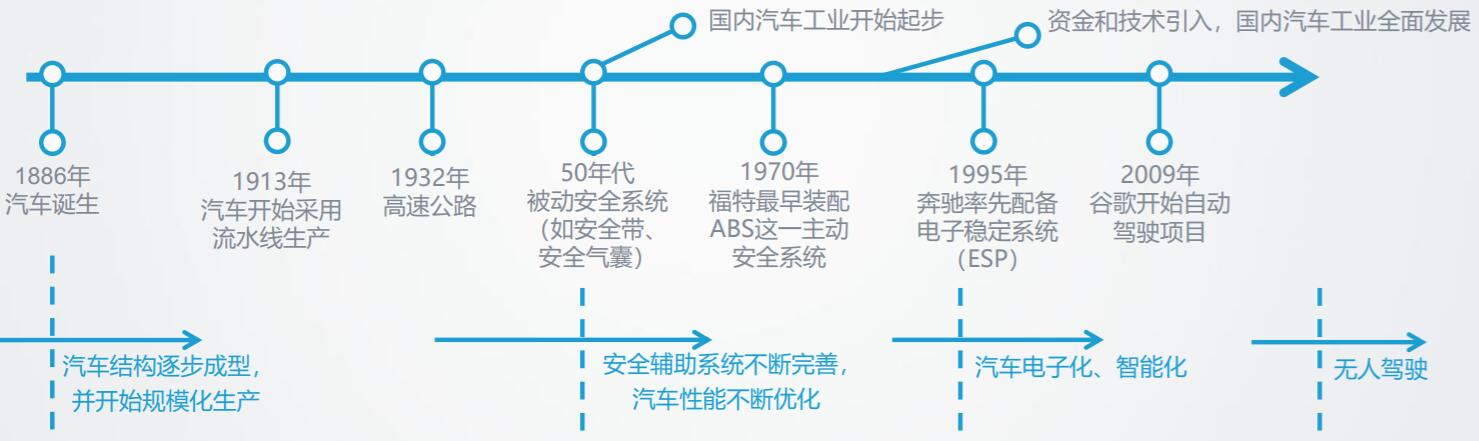 国内汽车工业开始起步
资金和技术引入，国内汽车工业全面发展
1886年
汽车诞生
1913年
汽车开始采用
流水线生产
1932年
高速公路
50年代
被动安全系统
（如安全带、
安全气囊）
1970年
福特最早装配
ABS这一主动
安全系统
1995年
奔驰率先配备
电子稳定系统
（ESP）
2009年
谷歌开始自动
驾驶项目
汽车结构逐步成型，
并开始规模化生产
安全辅助系统不断完善，
汽车性能不断优化
汽车电子化、智能化
无人驾驶